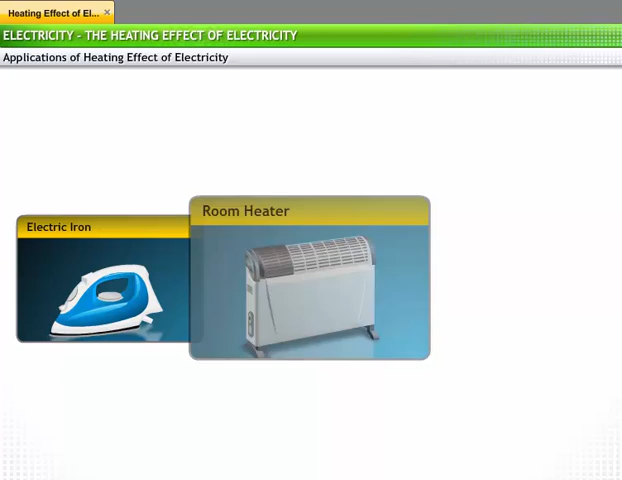 Heating Effect of El...
ELECTRICITY - THE HEATING EFFECT OF ELECTRICITY
Applications of Heating Effect of Electricity
Room Heater
Electric Iron